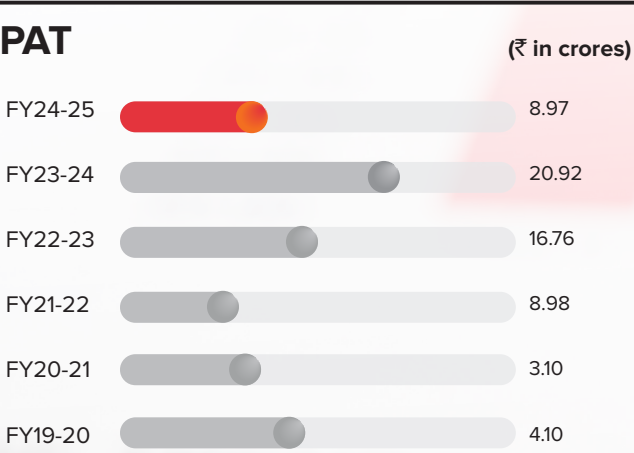 PAT (₹ in crores)
FY24-25 8.97
FY23-24 20.92
FY22-23 16.76
FY21-22 8.98
FY20-21 3.10
FY19-20 4.10